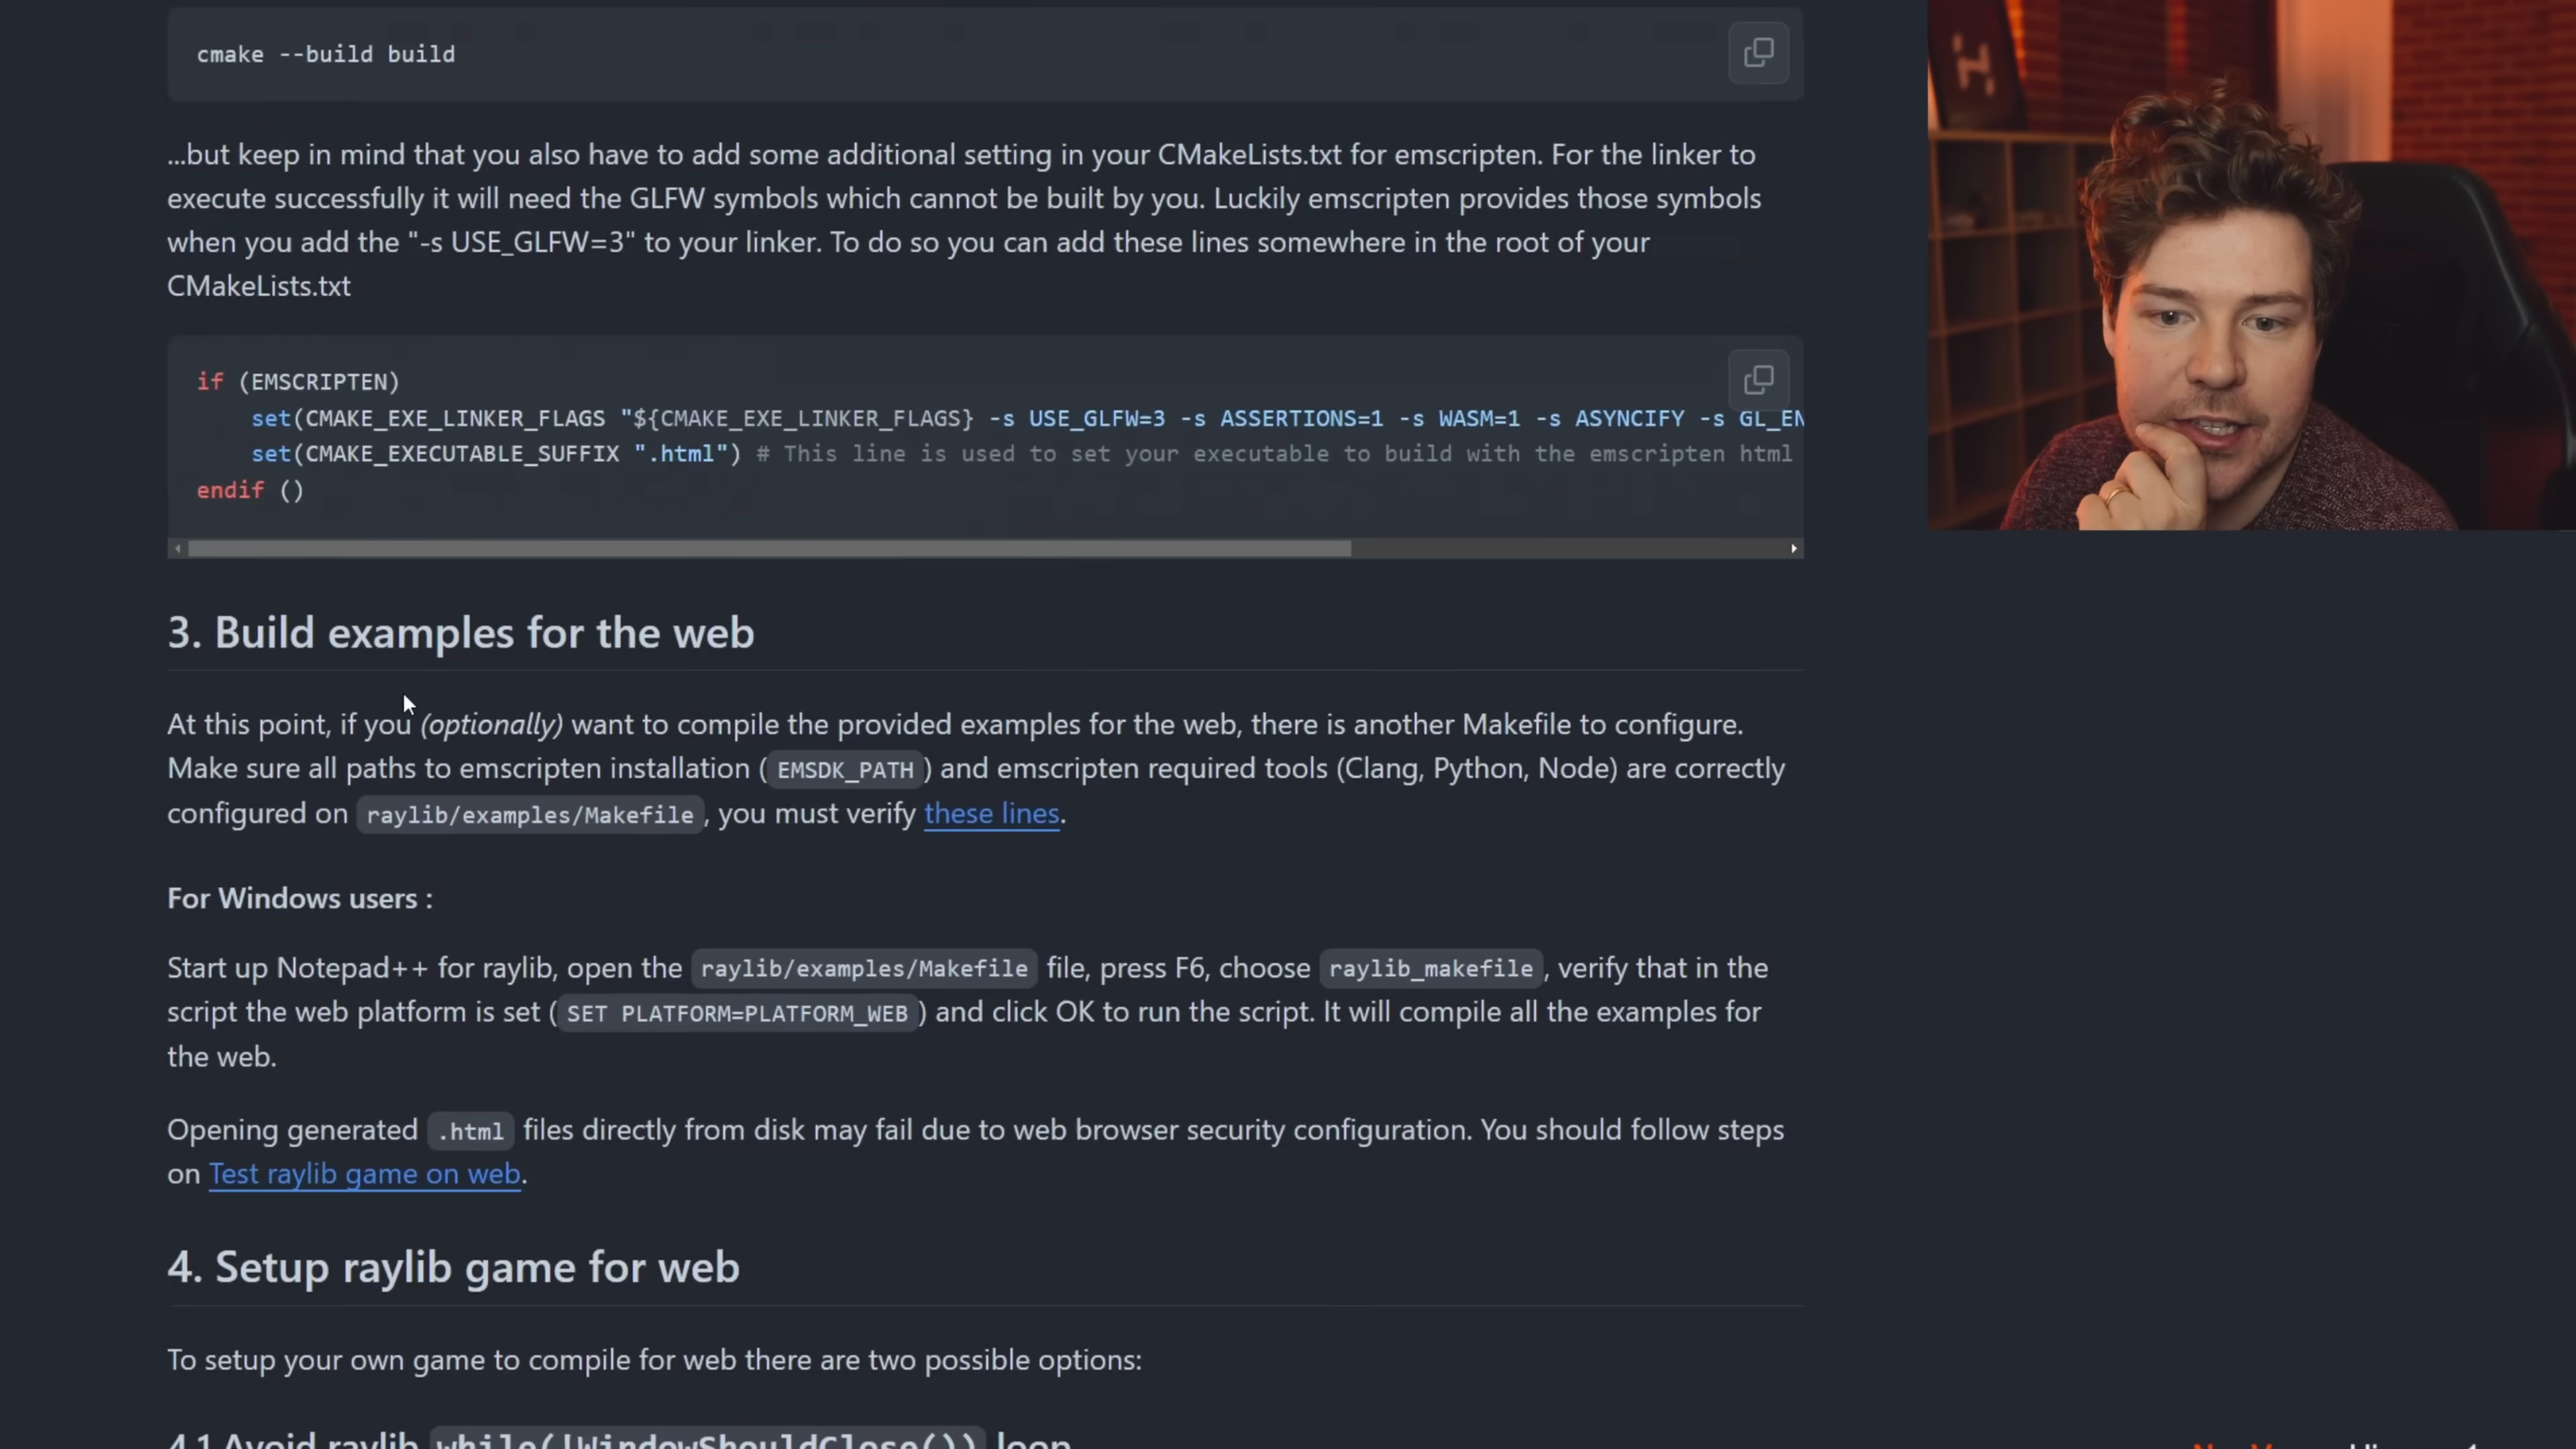 cmake --build build
...but keep in mind that you also have to add some additional setting in your CMakeLists.txt for emscripten. For the linker to
execute successfully it will need the GLFW symbols which cannot be built by you. Luckily emscripten provides those symbols
when you add the "-s USE_GLFW=3" to your linker. To do so you can add these lines somewhere in the root of your
CMakeLists.txt
if (EMSCRIPTEN)
set(CMAKE_EXE_LINKER_FLAGS "${CMAKE_EXE_LINKER_FLAGS} -s USE_GLFW=3 -s ASSERTIONS=1 -s WASM=1 -s ASYNCIFY -s GL_EN
set(CMAKE_EXECUTABLE_SUFFIX ".html") # This line is used to set your executable to build with the emscripten html
endif ()
3. Build examples for the web
At this point, if you (optionally) want to compile the provided examples for the web, there is another Makefile to configure.
Make sure all paths to emscripten installation ( EMSDK_PATH ) and emscripten required tools (Clang, Python, Node) are correctly
configured on raylib/examples/Makefile , you must verify these lines.
For Windows users :
Start up Notepad++ for raylib, open the raylib/examples/Makefile file, press F6, choose raylib_makefile , verify that in the
script the web platform is set ( SET PLATFORM=PLATFORM_WEB ) and click OK to run the script. It will compile all the examples for
the web.
Opening generated .html files directly from disk may fail due to web browser security configuration. You should follow steps
on Test raylib game on web.
4. Setup raylib game for web
To setup your own game to compile for web there are two possible options:
4.1 Avoid raylib while(!WindowShouldClose()) loop